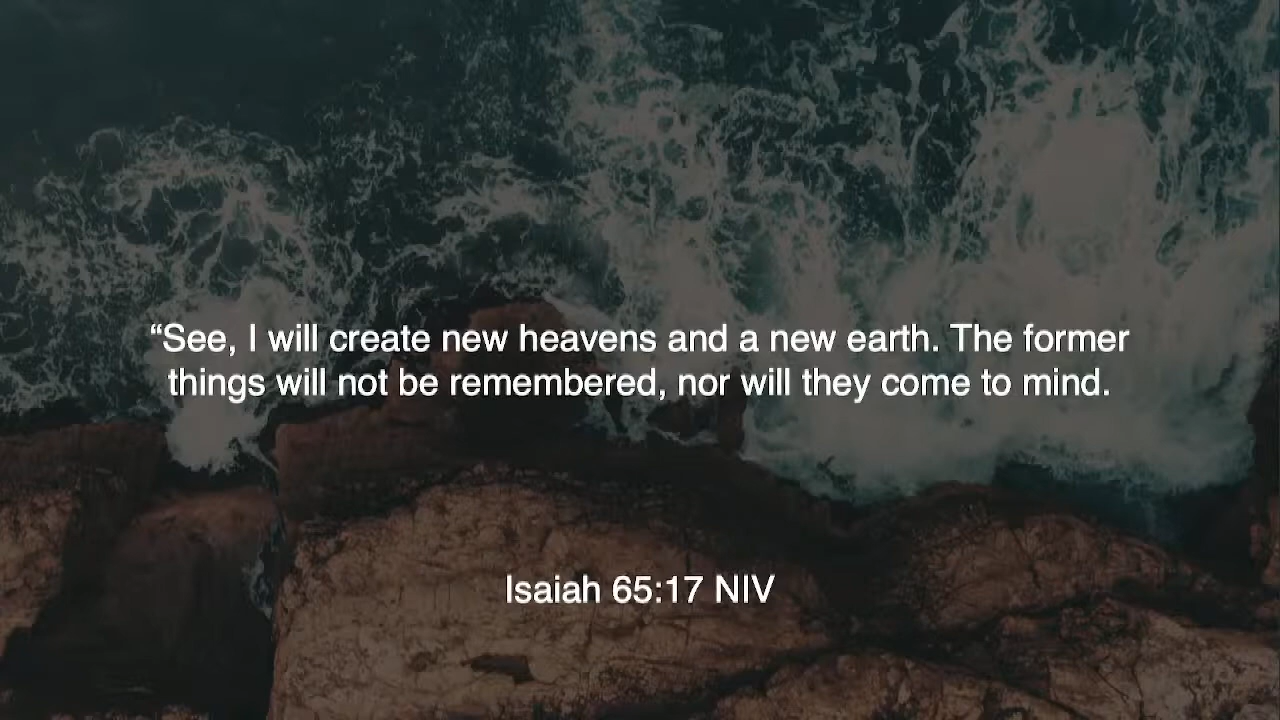 “See, I will create new heavens and a new earth. The former
things will not be remembered, nor will they come to mind.
Isaiah 65:17 NIV